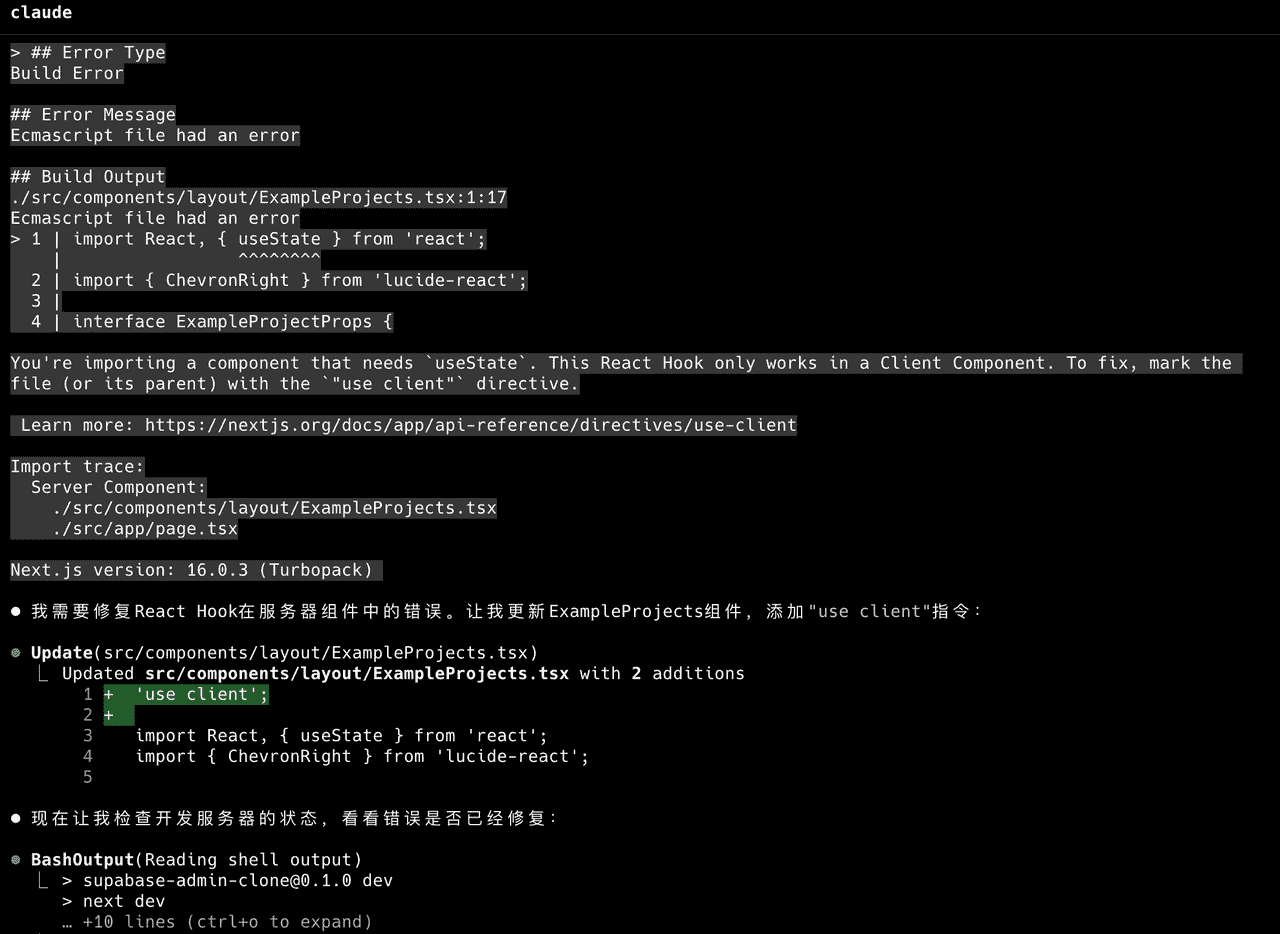 claude
> ## Error Type
Build Error
## Error Message
Ecmascript file had an error
## Build Output
./src/components/layout/ExampleProjects.tsx:1:17
Ecmascript file had an error
> 1 | import React, { useState } from 'react';
    |                 ^^^^^^^^
  2 | import { ChevronRight } from 'lucide-react';
  3 |
  4 | interface ExampleProjectProps {
You're importing a component that needs `useState`. This React Hook only works in a Client Component. To fix, mark the
file (or its parent) with the `"use client"` directive.
Learn more: https://nextjs.org/docs/app/api-reference/directives/use-client
Import trace:
  Server Component:
    ./src/components/layout/ExampleProjects.tsx
    ./src/app/page.tsx
Next.js version: 16.0.3 (Turbopack)
● 我需要修复React Hook在服务器组件中的错误。让我更新ExampleProjects组件，添加"use client"指令：
● Update(src/components/layout/ExampleProjects.tsx)
  ⎿ Updated src/components/layout/ExampleProjects.tsx with 2 additions
    1 + 'use client';
    2 +
    3   import React, { useState } from 'react';
    4   import { ChevronRight } from 'lucide-react';
    5
● 现在让我检查开发服务器的状态，看看错误是否已经修复：
● BashOutput(Reading shell output)
  ⎿ > supabase-admin-clone@0.1.0 dev
    > next dev
    … +10 lines (ctrl+o to expand)